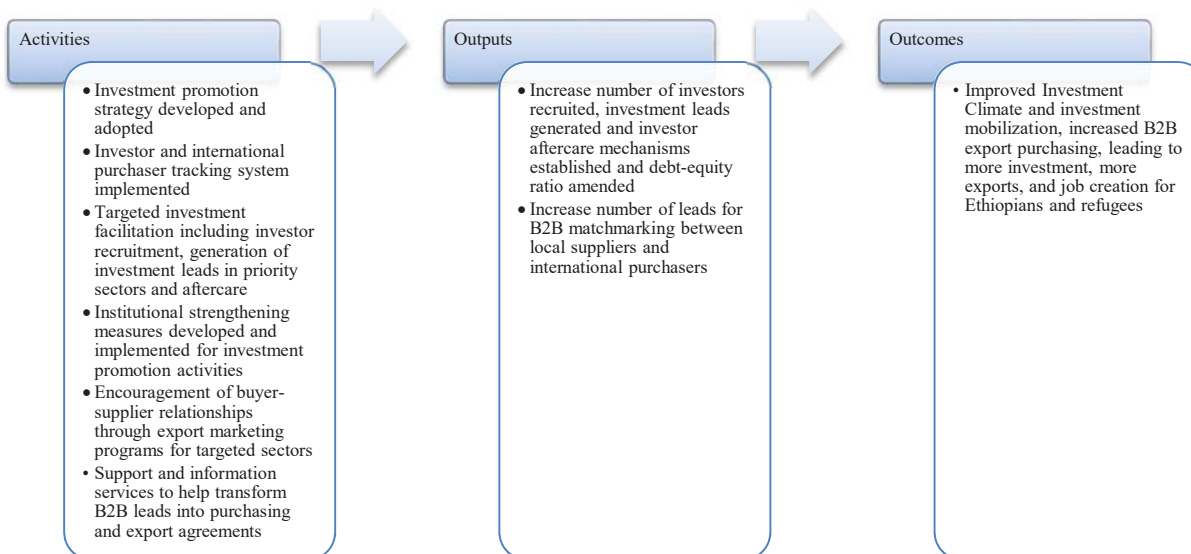 Activities
• Investment promotion
strategy developed and
adopted
• Investor and international
purchaser tracking system
implemented
• Targeted investment
facilitation including investor
recruitment, generation of
investment leads in priority
sectors and aftercare
• Institutional strengthening
measures developed and
implemented for investment
promotion activities
• Encouragement of buyer-
supplier relationships
through export marketing
programs for targeted sectors
• Support and information
services to help transform
B2B leads into purchasing
and export agreements
Outputs
• Increase number of investors
recruited, investment leads
generated and investor
aftercare mechanisms
established and debt-equity
ratio amended
• Increase number of leads for
B2B matchmarking between
local suppliers and
international purchasers
Outcomes
• Improved Investment
Climate and investment
mobilization, increased B2B
export purchasing, leading to
more investment, more
exports, and job creation for
Ethiopians and refugees